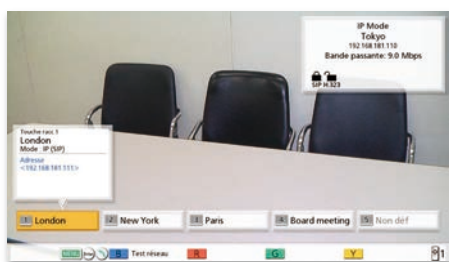 IP Mode
Tokyo
192.168.181.110
Bande passante: 9.0 Mbps
SIP H.323
Touche racc.1
London
Mode : IP (SIP)
Adresse
<192.168.181.111>
1 London
2 New York
3 Paris
4 Board meeting
5 Non déf
MENU Enter B Test réseau R G Y 1